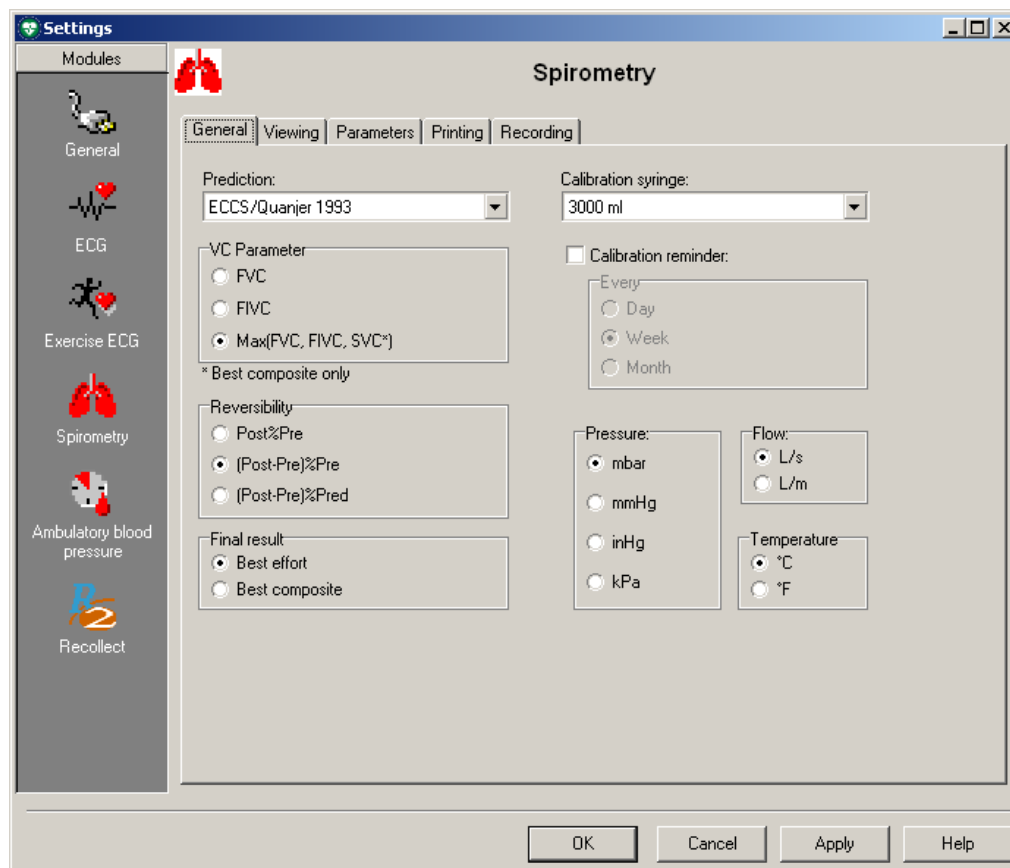 Settings
Modules
General
ECG
Exercise ECG
Spirometry
Ambulatory blood
pressure
R2
Recollect
Spirometry
General
Viewing
Parameters
Printing
Recording
Prediction:
ECCS/Quanjer 1993
VC Parameter
FVC
FIVC
Max(FVC, FIVC, SVC*)
* Best composite only
Reversibility
Post%Pre
(Post-Pre)%Pre
(Post-Pre)%Pred
Final result
Best effort
Best composite
Calibration syringe:
3000 ml
Calibration reminder:
Every
Day
Week
Month
Pressure:
mbar
mmHg
inHg
kPa
Flow:
L/s
L/m
Temperature
°C
°F
OK
Cancel
Apply
Help